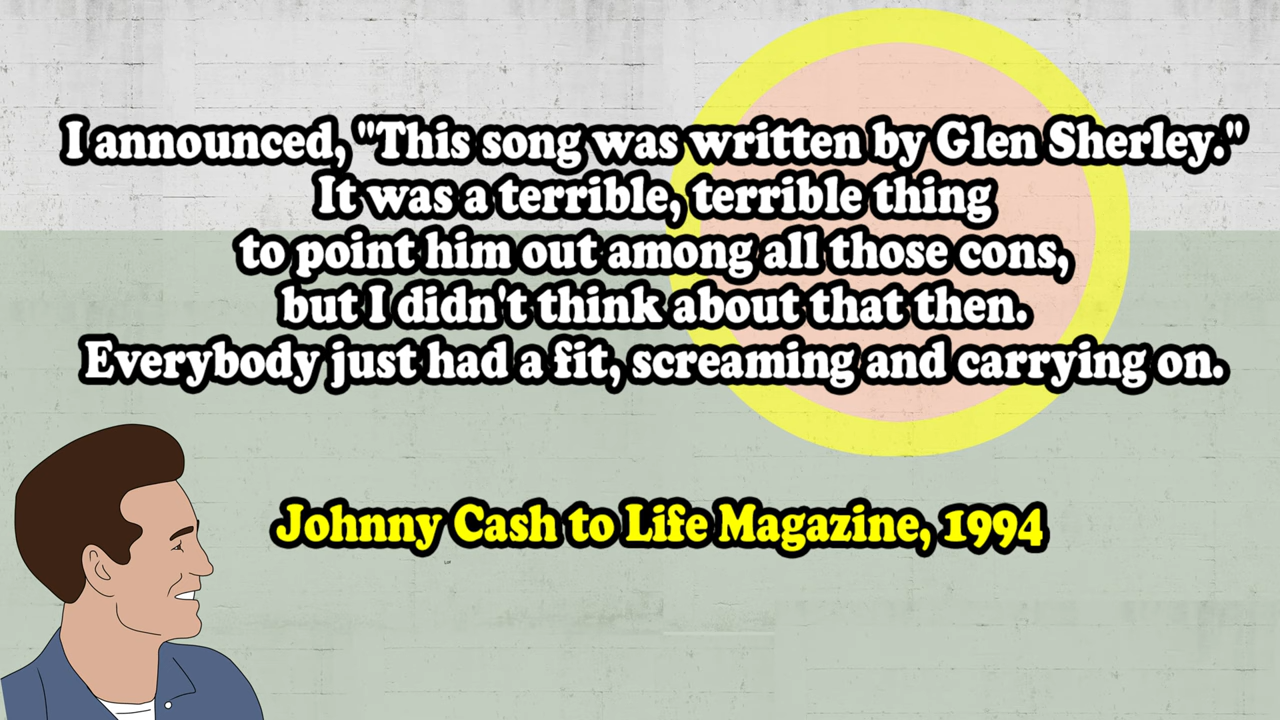 I announced, "This song was written by Glen Sherley."
It was a terrible, terrible thing
to point him out among all those cons,
but I didn't think about that then.
Everybody just had a fit, screaming and carrying on.
Johnny Cash to Life Magazine, 1994